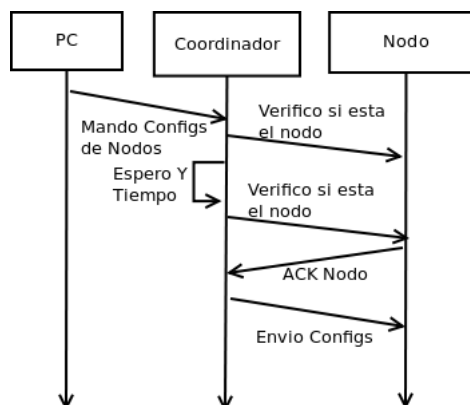 PC
Coordinador
Nodo
Mando Configs
de Nodos
Verifico si esta
el nodo
Espero Y
Tiempo
Verifico si esta
el nodo
ACK Nodo
Envio Configs